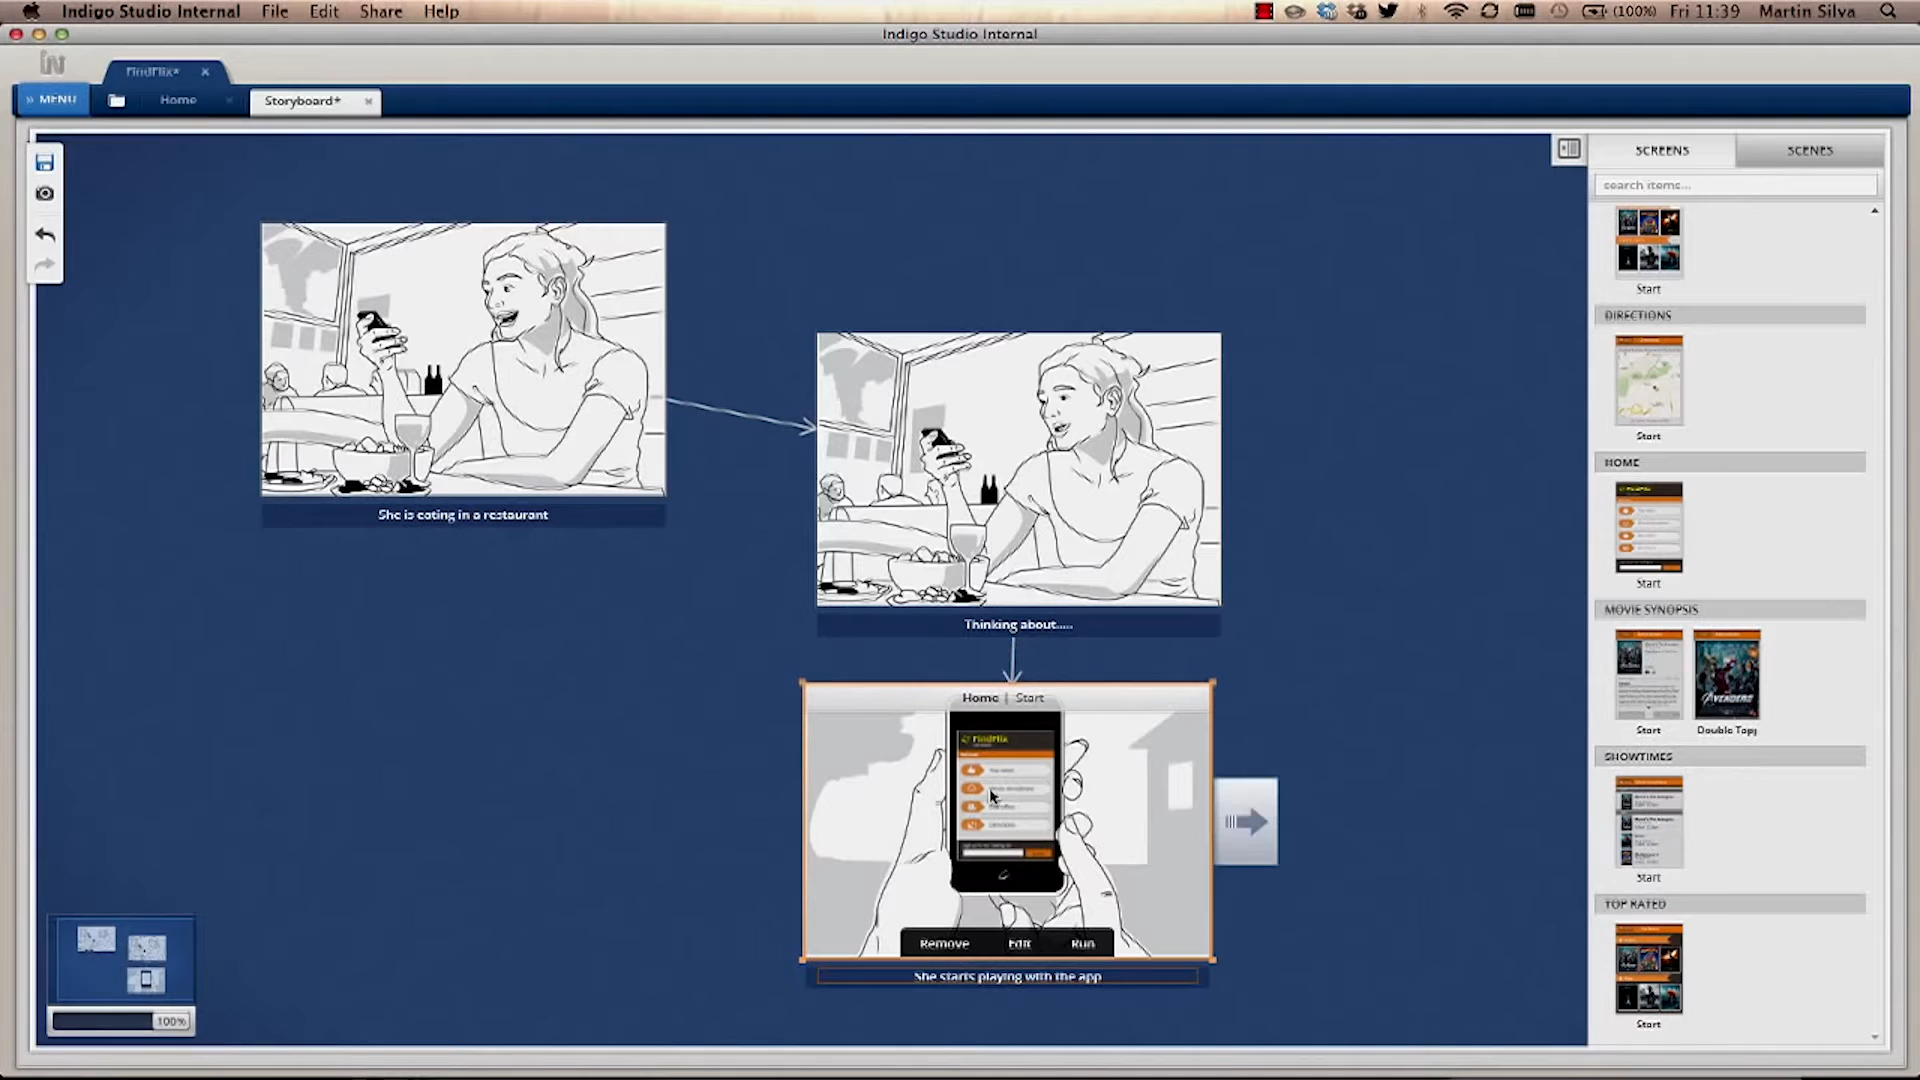 Indigo Studio Internal File Edit Share Help
(100%) Fri 11:39 Martin Silva
Indigo Studio Internal
FindFlix*
» MENU Home Storyboard*
SCREENS SCENES
search items...
Start
DIRECTIONS
Start
HOME
Start
MOVIE SYNOPSIS
Start Double Tapp
SHOWTIMES
Start
TOP RATED
Start
She is eating in a restaurant
Thinking about.....
Home | Start
FindFlix
Remove Edit Run
She starts playing with the app
100%